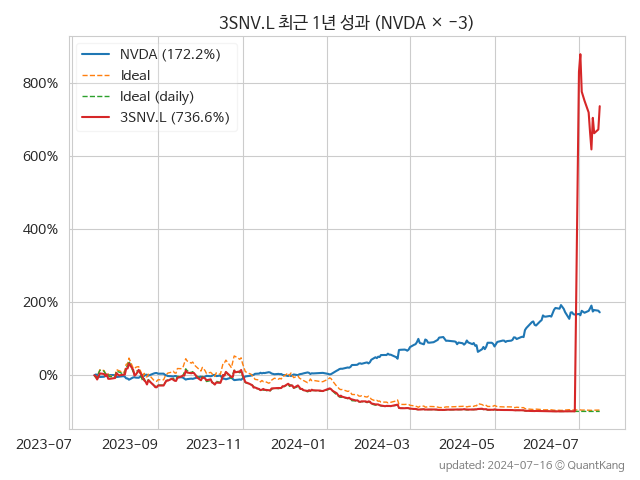 3SNV.L 최근 1년 성과 (NVDA × −3)
NVDA (172.2%)
Ideal
Ideal (daily)
3SNV.L (736.6%)
800%
600%
400%
200%
0%
2023-07
2023-09
2023-11
2024-01
2024-03
2024-05
2024-07
updated: 2024-07-16 © QuantKang